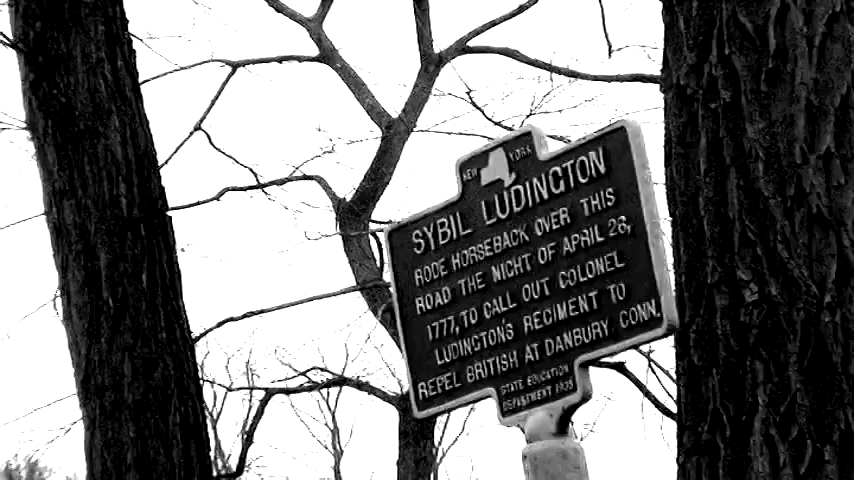 NEW YORK
SYBIL LUDINGTON
RODE HORSEBACK OVER THIS
ROAD THE NIGHT OF APRIL 26,
1777, TO CALL OUT COLONEL
LUDINGTON'S REGIMENT TO
REPEL BRITISH AT DANBURY, CONN.
STATE EDUCATION
DEPARTMENT 1935